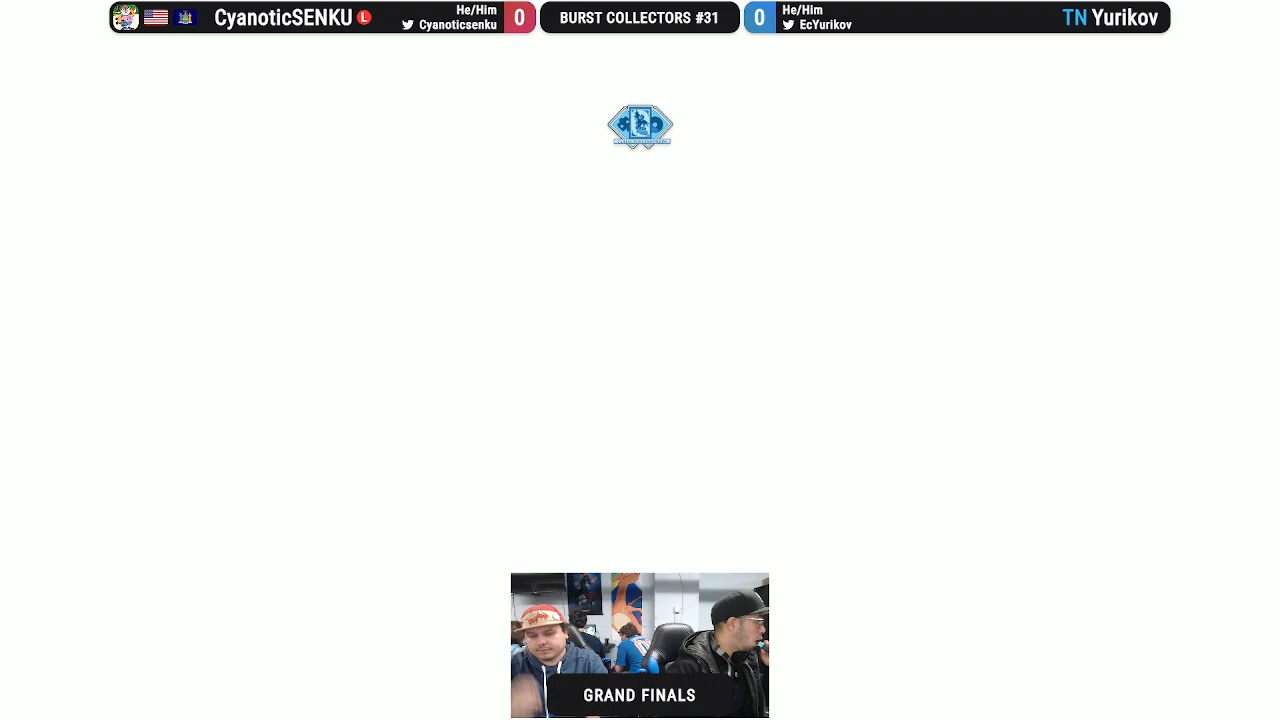 CyanoticSENKU L
He/Him
Cyanoticsenku
0
BURST COLLECTORS #31
0
He/Him
EcYurikov
TN Yurikov
GRAND FINALS